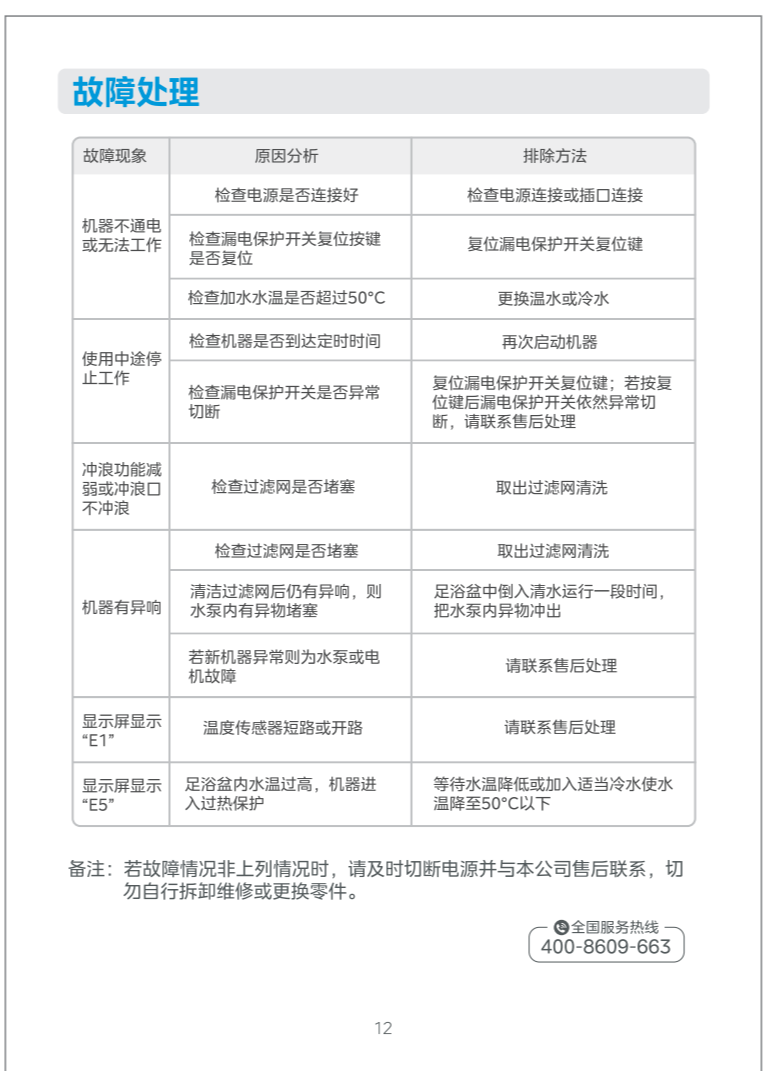 故障处理
故障现象 原因分析 排除方法
机器不通电
或无法工作
检查电源是否连接好
检查电源连接或插口连接
检查漏电保护开关复位按键
是否复位
复位漏电保护开关复位键
检查加水水温是否超过50°C
更换温水或冷水
使用中途停
止工作
检查机器是否到达定时时间
再次启动机器
检查漏电保护开关是否异常
切断
复位漏电保护开关复位键；若按复
位键后漏电保护开关依然异常切
断，请联系售后处理
冲浪功能减
弱或冲浪口
不冲浪
检查过滤网是否堵塞
取出过滤网清洗
机器有异响
检查过滤网是否堵塞
取出过滤网清洗
清洁过滤网后仍有异响，则
水泵内有异物堵塞
足浴盆中倒入清水运行一段时间，
把水泵内异物冲出
若新机器异常则为水泵或电
机故障
请联系售后处理
显示屏显示
“E1”
温度传感器短路或开路
请联系售后处理
显示屏显示
“E5”
足浴盆内水温过高，机器进
入过热保护
等待水温降低或加入适当冷水使水
温降至50°C以下
备注：若故障情况非上列情况时，请及时切断电源并与本公司售后联系，切
勿自行拆卸维修或更换零件。
全国服务热线
400-8609-663
12